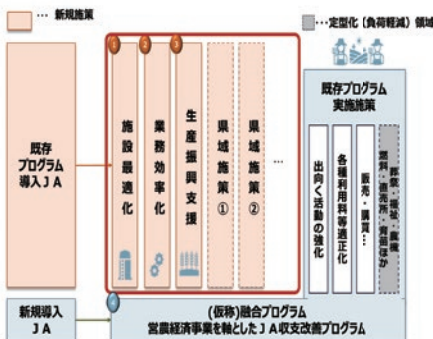 … 新規施策
…定型化（負荷軽減）領域
既存
プログラム
導入JA
1
施設最適化
2
業務効率化
3
生産振興支援
県域施策①
県域施策②
…
既存プログラム
実施施策
出向く活動の強化
各種利用料等適正化
販売・購買…
新規導入
JA
(仮称)融合プログラム
営農経済事業を軸としたJA収支改善プログラム